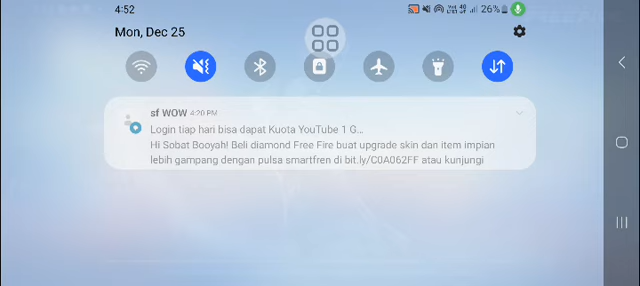 4:52
26%
Mon, Dec 25
sf WOW 4:20 PM
Login tiap hari bisa dapat Kuota YouTube 1 G...
Hi Sobat Booyah! Beli diamond Free Fire buat upgrade skin dan item impian
lebih gampang dengan pulsa smartfren di bit.ly/C0A062FF atau kunjungi